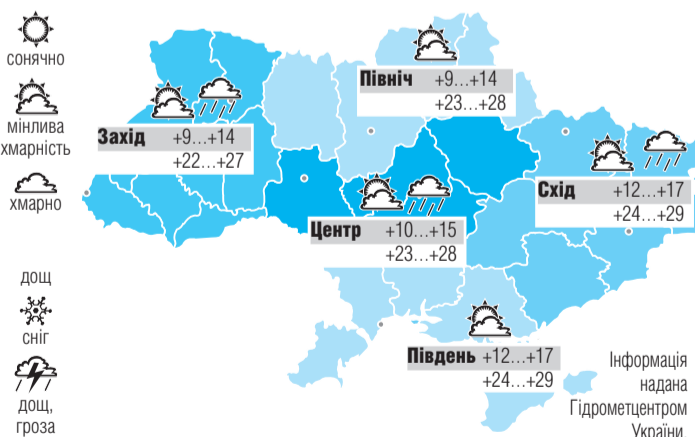 сонячно
мінлива
хмарність
хмарно
дощ
сніг
дощ,
гроза
Північ +9...+14
+23...+28
Захід +9...+14
+22...+27
Схід +12...+17
+24...+29
Центр +10...+15
+23...+28
Південь +12...+17
+24...+29
Інформація
надана
Гідрометцентром
України.